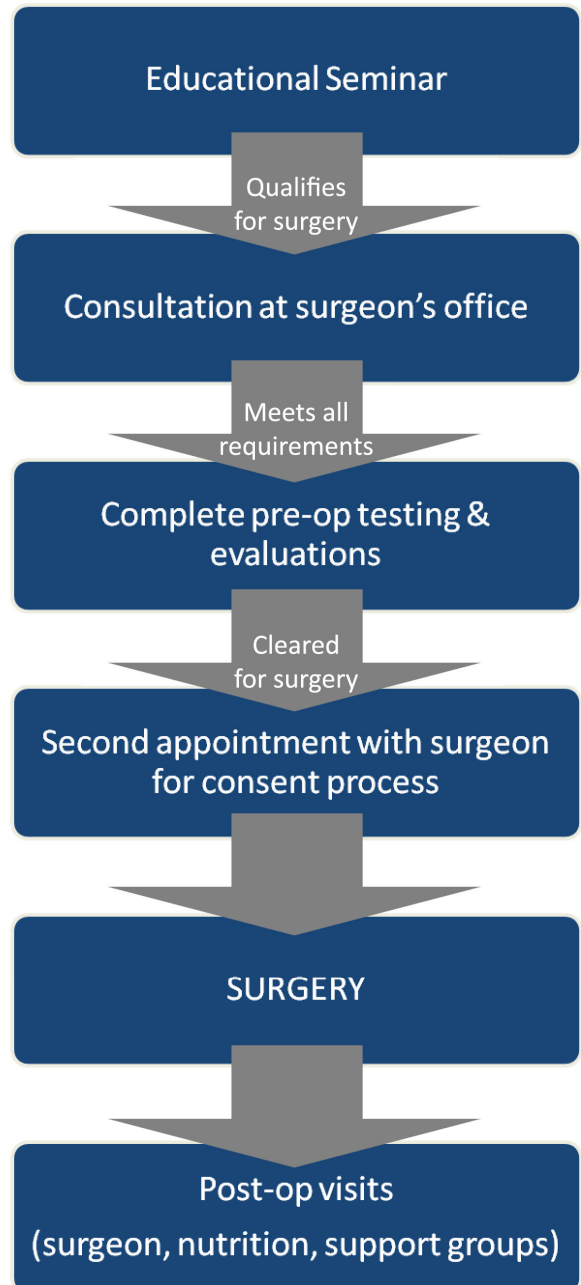 Educational Seminar
Qualifies
for surgery
Consultation at surgeon’s office
Meets all
requirements
Complete pre-op testing &
evaluations
Cleared
for surgery
Second appointment with surgeon
for consent process
SURGERY
Post-op visits
(surgeon, nutrition, support groups)